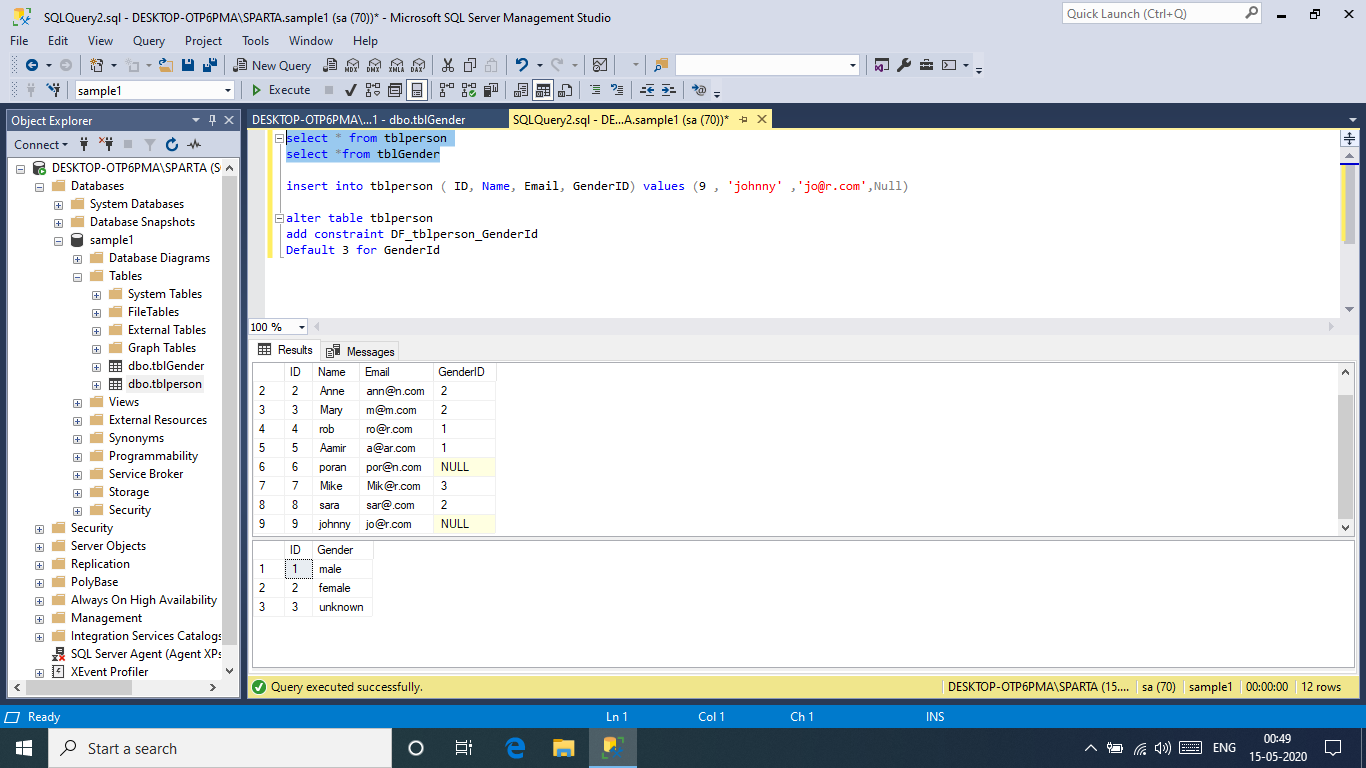 SQLQuery2.sql - DESKTOP-OTP6PMA\SPARTA.sample1 (sa (70))* - Microsoft SQL Server Management Studio
Quick Launch (Ctrl+Q)
File Edit View Query Project Tools Window Help
New Query MDX DMX XMLA DAX
sample1 Execute
Object Explorer
Connect
DESKTOP-OTP6PMA\SPARTA (S
Databases
System Databases
Database Snapshots
sample1
Database Diagrams
Tables
System Tables
FileTables
External Tables
Graph Tables
dbo.tblGender
dbo.tblperson
Views
External Resources
Synonyms
Programmability
Service Broker
Storage
Security
Security
Server Objects
Replication
PolyBase
Always On High Availability
Management
Integration Services Catalogs
SQL Server Agent (Agent XPs
XEvent Profiler
DESKTOP-OTP6PMA\...1 - dbo.tblGender SQLQuery2.sql - DE...A.sample1 (sa (70))*
select * from tblperson
select *from tblGender
insert into tblperson ( ID, Name, Email, GenderID) values (9 , 'johnny' ,'jo@r.com',Null)
alter table tblperson
add constraint DF_tblperson_GenderId
Default 3 for GenderId
100 %
Results Messages
ID Name Email GenderID
2 2 Anne ann@n.com 2
3 3 Mary m@m.com 2
4 4 rob ro@r.com 1
5 5 Aamir a@ar.com 1
6 6 poran por@n.com NULL
7 7 Mike Mik@r.com 3
8 8 sara sar@.com 2
9 9 johnny jo@r.com NULL
ID Gender
1 1 male
2 2 female
3 3 unknown
Query executed successfully. DESKTOP-OTP6PMA\SPARTA (15.... sa (70) sample1 00:00:00 12 rows
Ready Ln 1 Col 1 Ch 1 INS
Start a search
ENG
00:49
15-05-2020